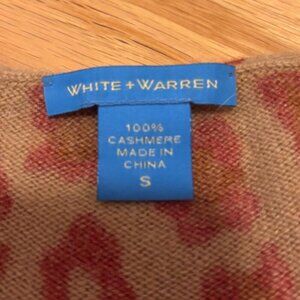 WHITE + WARREN
100%
CASHMERE
MADE IN
CHINA
S